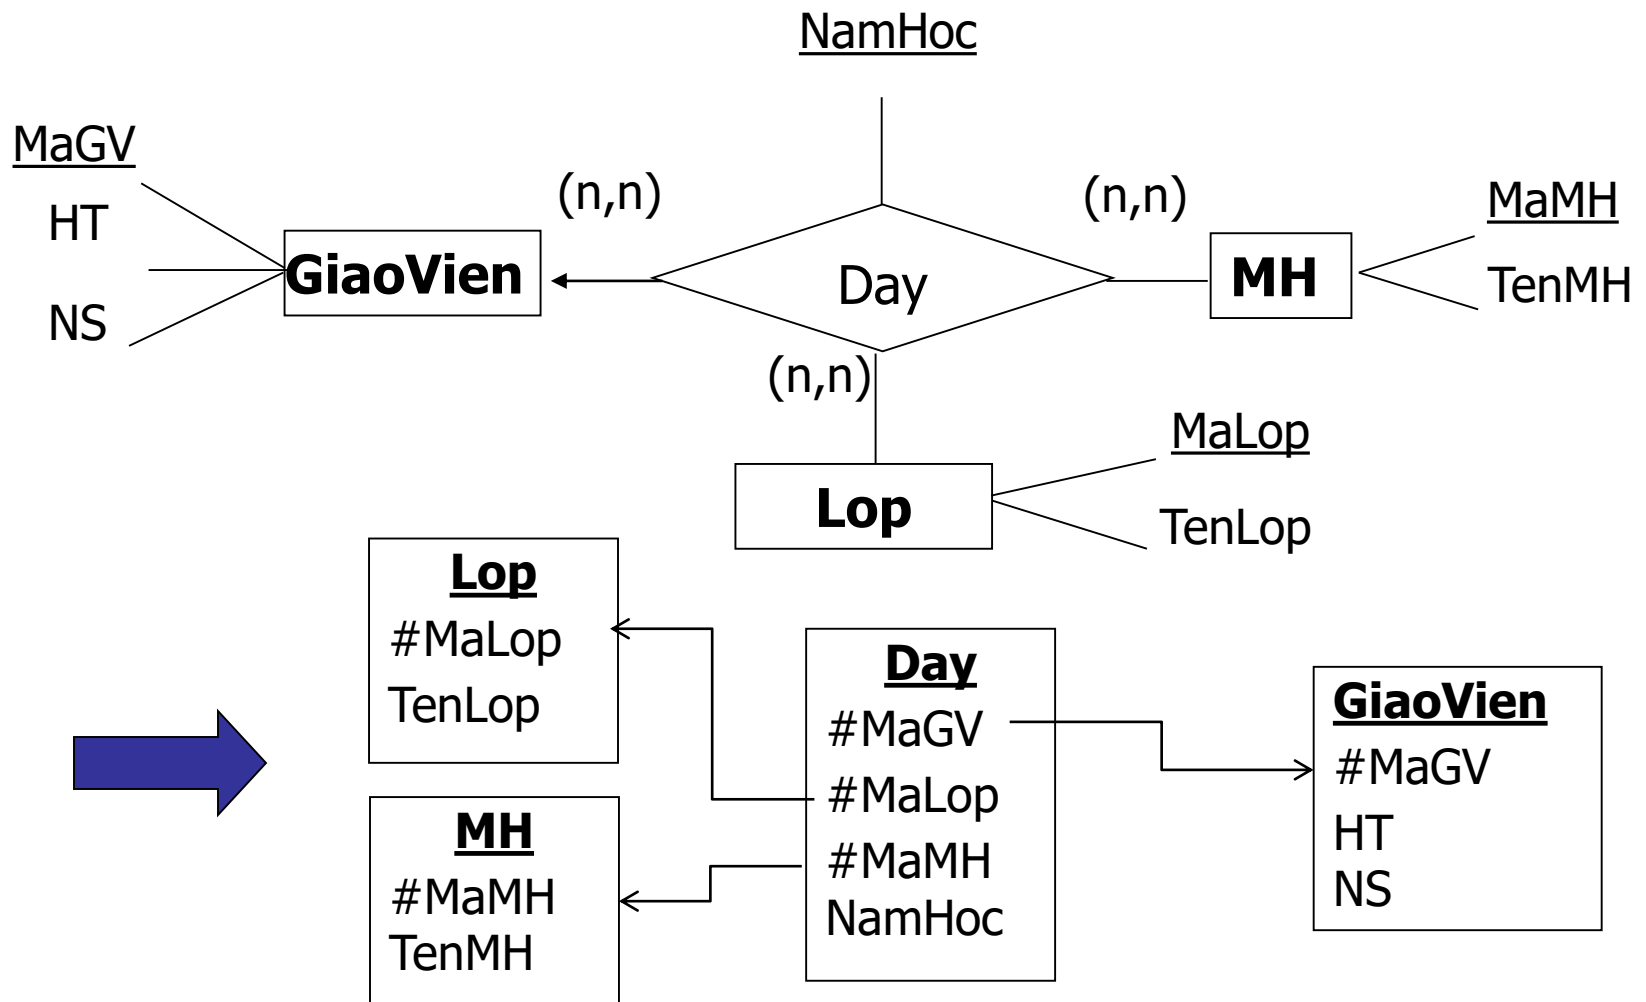 NamHoc
MaGV
HT
NS
GiaoVien
(n,n)
Day
(n,n)
MH
MaMH
TenMH
(n,n)
Lop
MaLop
TenLop
Lop
#MaLop
TenLop
MH
#MaMH
TenMH
Day
#MaGV
#MaLop
#MaMH
NamHoc
GiaoVien
#MaGV
HT
NS